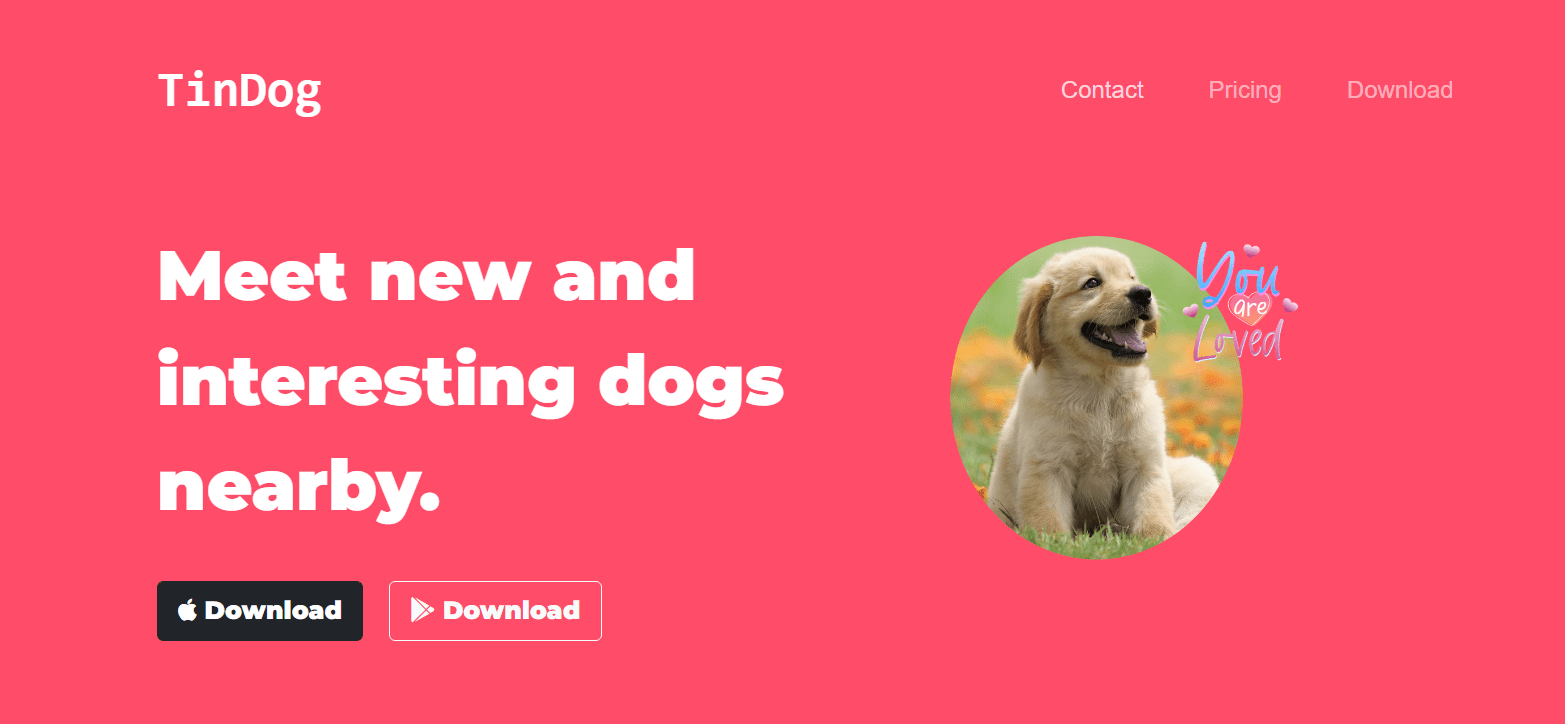 TinDog
Contact
Pricing
Download
Meet new and
interesting dogs
nearby.
You
are
Loved
Download
Download